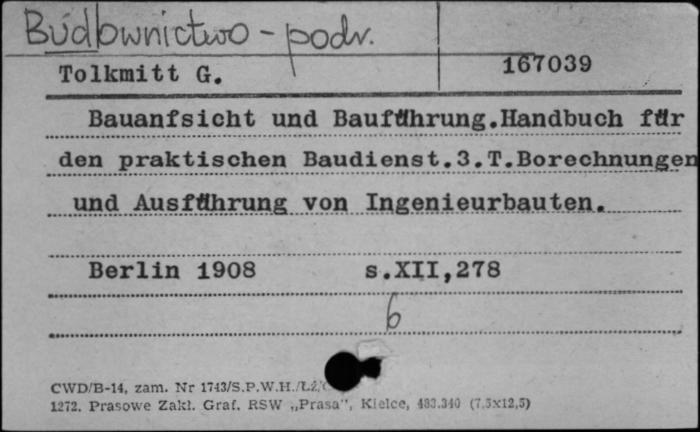 Budownictwo - podr.
Tolkmitt G. 167039
Bauanfsicht und Bauführung.Handbuch für
den praktischen Baudienst.3.T.Borechnungen
und Ausführung von Ingenieurbauten.
Berlin 1908 s.XII,278
6
CWD/B-14, zam. Nr 1743/S.P.W.H./Łź/
1272. Prasowe Zakł. Graf. RSW „Prasa", Kielce, 483.340 (7,5x12,5)